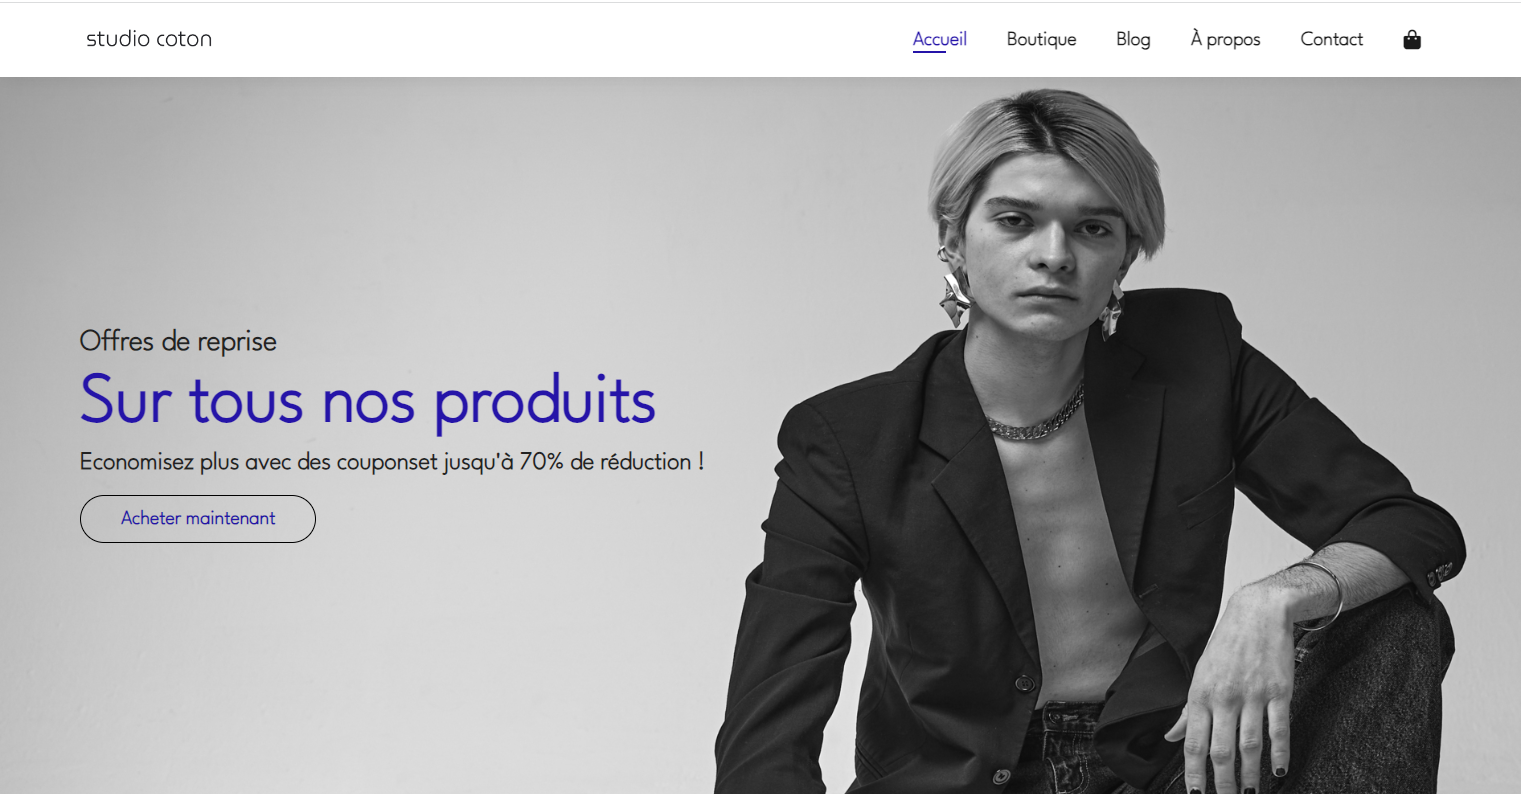 studio coton
Accueil Boutique Blog À propos Contact
Offres de reprise
Sur tous nos produits
Economisez plus avec des couponset jusqu'à 70% de réduction !
Acheter maintenant